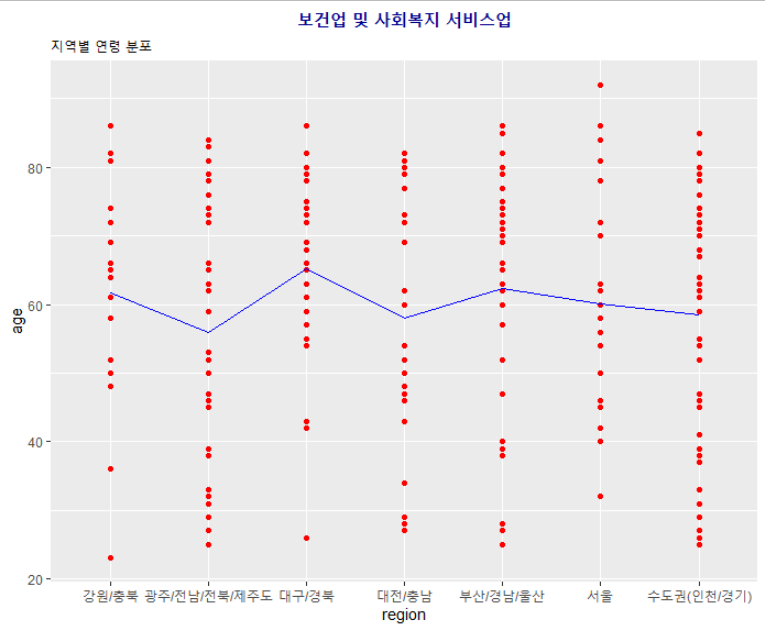 보건업 및 사회복지 서비스업
지역별 연령 분포
age
80
60
40
20
강원/충북 광주/전남/전북/제주도 대구/경북 대전/충남 부산/경남/울산 서울 수도권(인천/경기)
region